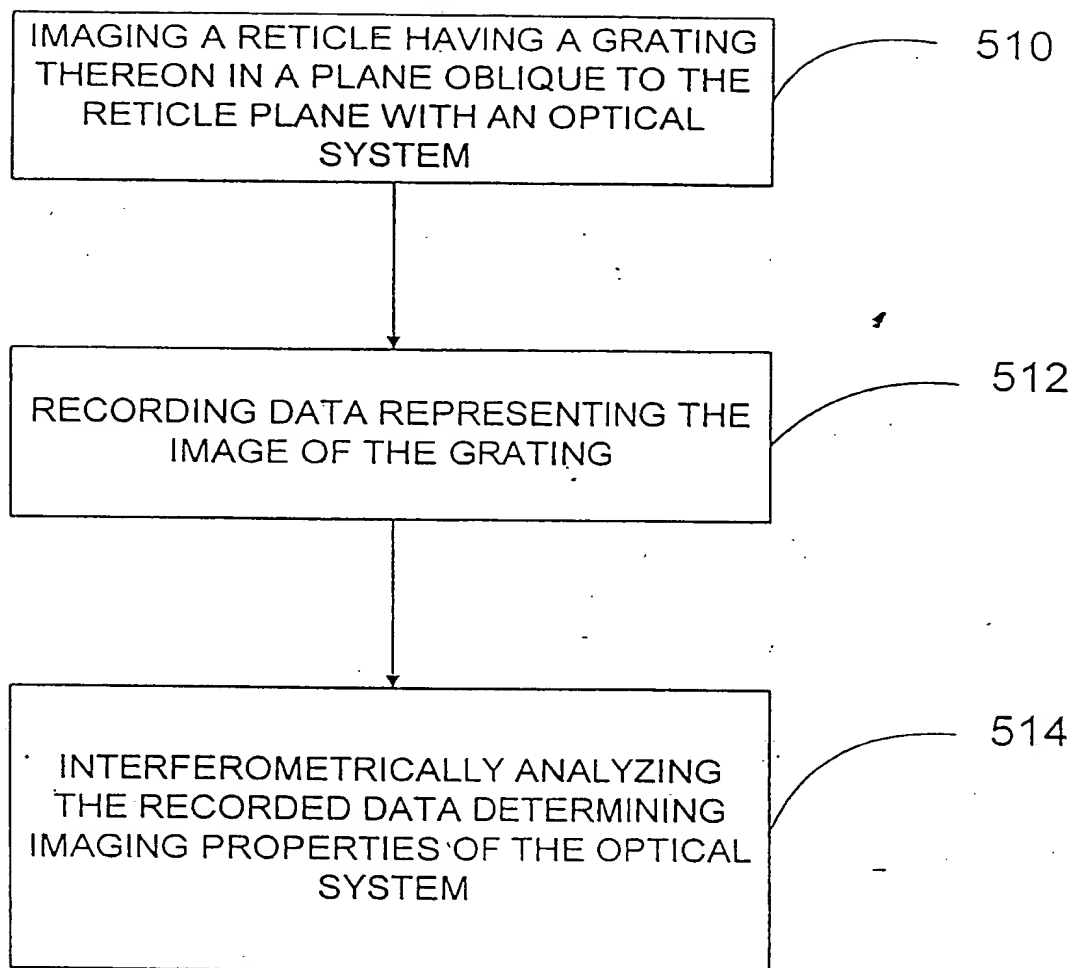 IMAGING A RETICLE HAVING A GRATING
THEREON IN A PLANE OBLIQUE TO THE
RETICLE PLANE WITH AN OPTICAL
SYSTEM
510
RECORDING DATA REPRESENTING THE
IMAGE OF THE GRATING
512
INTERFEROMETRICALLY ANALYZING
THE RECORDED DATA DETERMINING
IMAGING PROPERTIES OF THE OPTICAL
SYSTEM
514